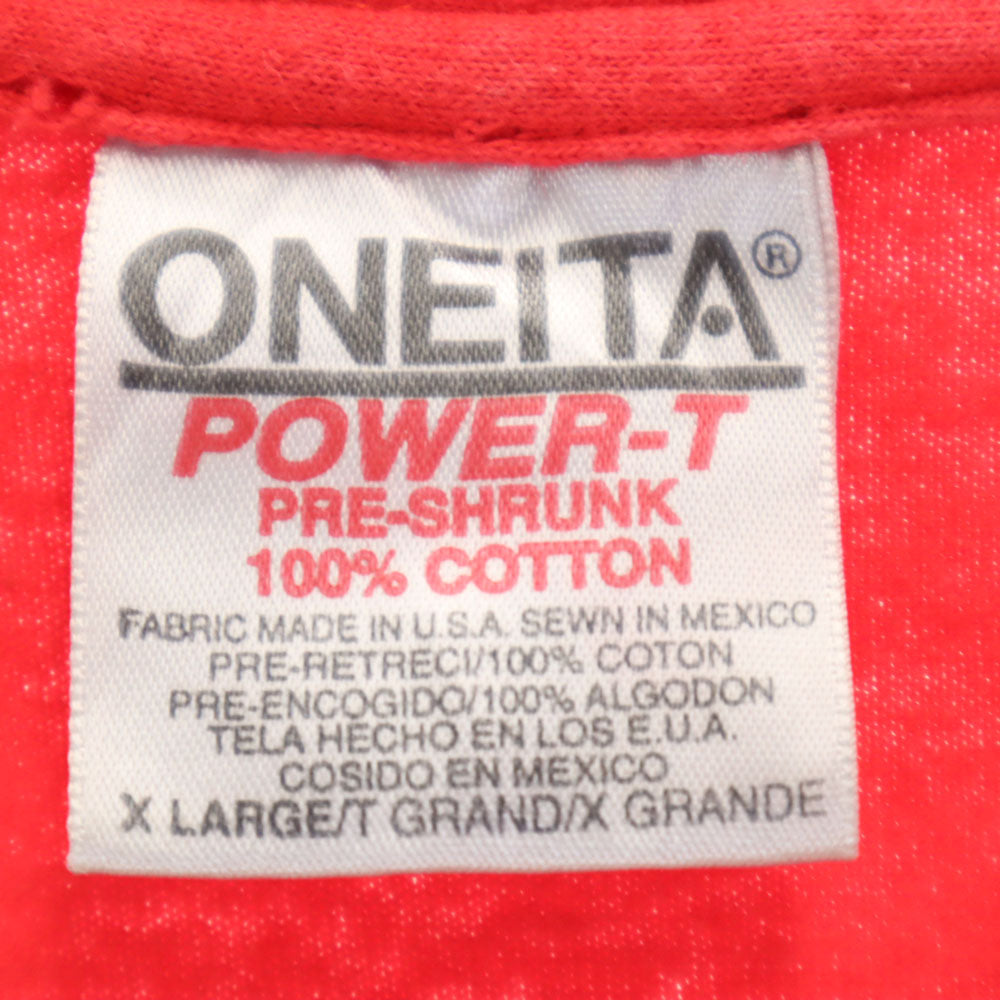 ONEITA®
POWER-T
PRE-SHRUNK
100% COTTON
FABRIC MADE IN U.S.A. SEWN IN MEXICO
PRE-RETRECI/100% COTON
PRE-ENCOGIDO/100% ALGODON
TELA HECHO EN LOS E.U.A.
COSIDO EN MEXICO
X LARGE/T GRAND/X GRANDE